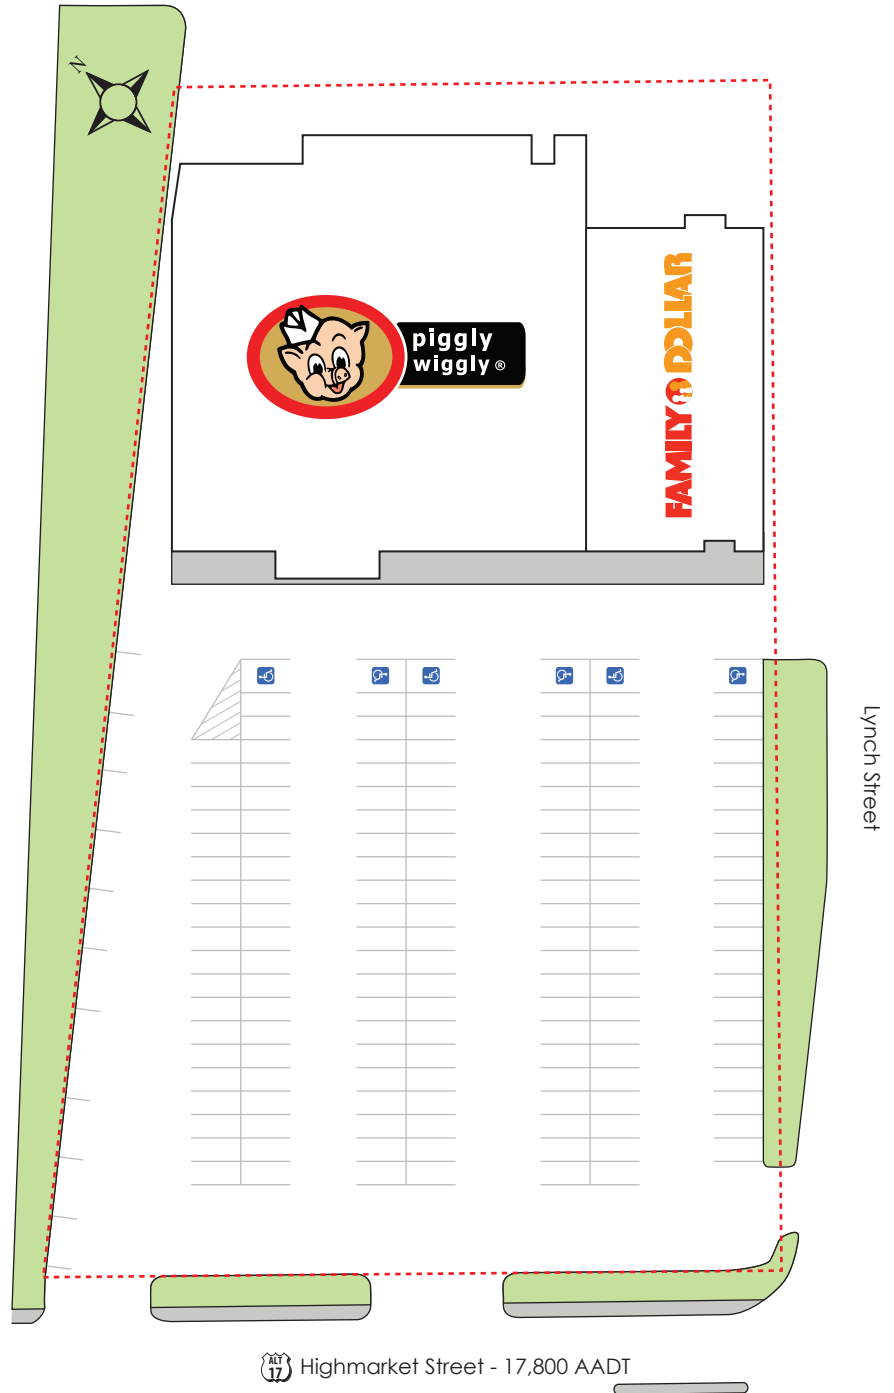 N
piggly
wiggly ®
FAMILY DOLLAR
Lynch Street
ALT
17
Highmarket Street - 17,800 AADT